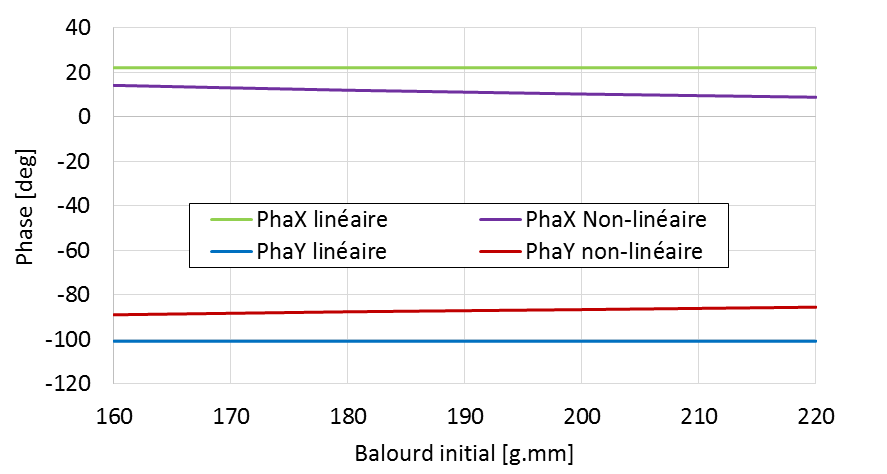 40
20
0
-20
-40
-60
-80
-100
-120
Phase [deg]
PhaX linéaire PhaX Non-linéaire
PhaY linéaire PhaY non-linéaire
160 170 180 190 200 210 220
Balourd initial [g.mm]